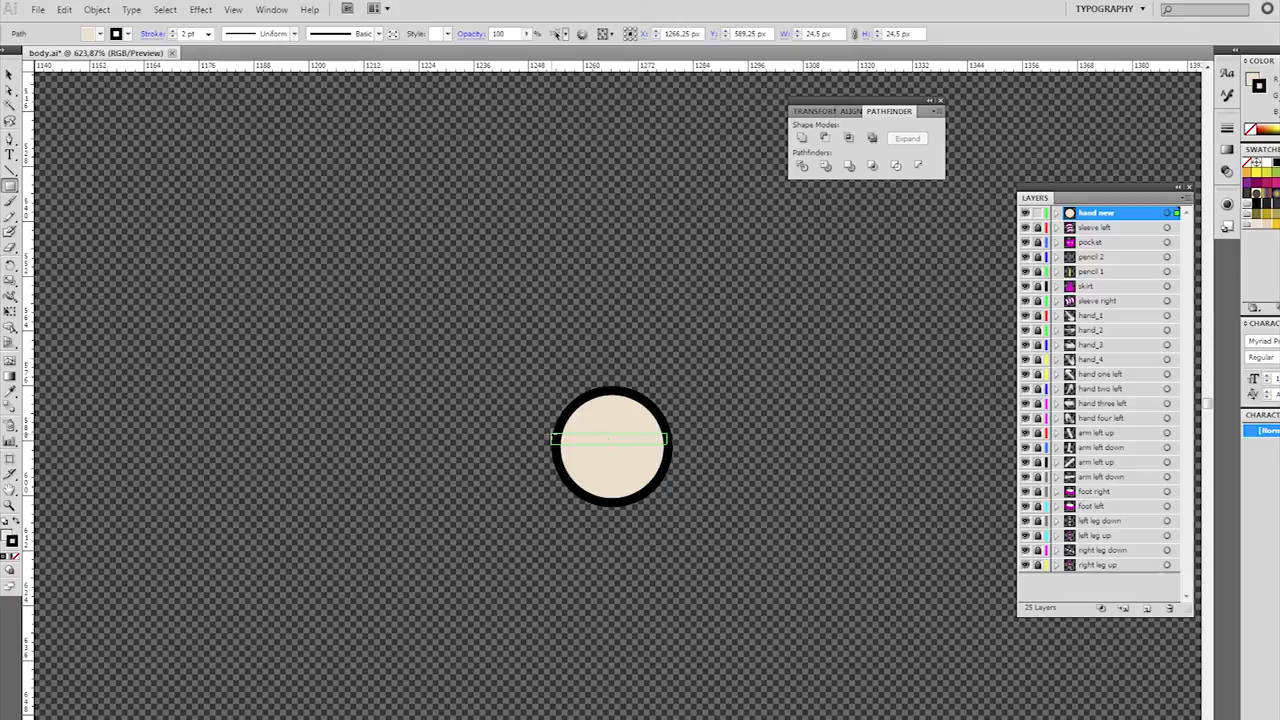 Ai File Edit Object Type Select Effect View Window Help Br TYPOGRAPHY
Path Stroke: 2 pt Uniform Basic Style: Opacity: 100 % X: 1266.25 px Y: 589.25 px W: 24,5 px H: 24,5 px
body.ai* @ 623,87% (RGB/Preview)
1140 1152 1164 1176 1188 1200 1212 1224 1236 1248 1260 1272 1284 1296 1308 1320 1332 1344 1356 1368 1380
COLOR
TRANSFORM ALIGN PATHFINDER
Shape Modes:
Expand
Pathfinders:
SWATCHES
LAYERS
hand new
sleeve left
pocket
pencil 2
pencil 1
skirt
sleeve right
hand_1
hand_2
hand_3
hand_4
hand one left
hand two left
hand three left
hand four left
arm left up
arm left down
arm left up
arm left down
foot right
foot left
left leg down
left leg up
right leg down
right leg up
25 Layers
CHARAC
Myriad Pr
Regular
CHARACT
[Norn